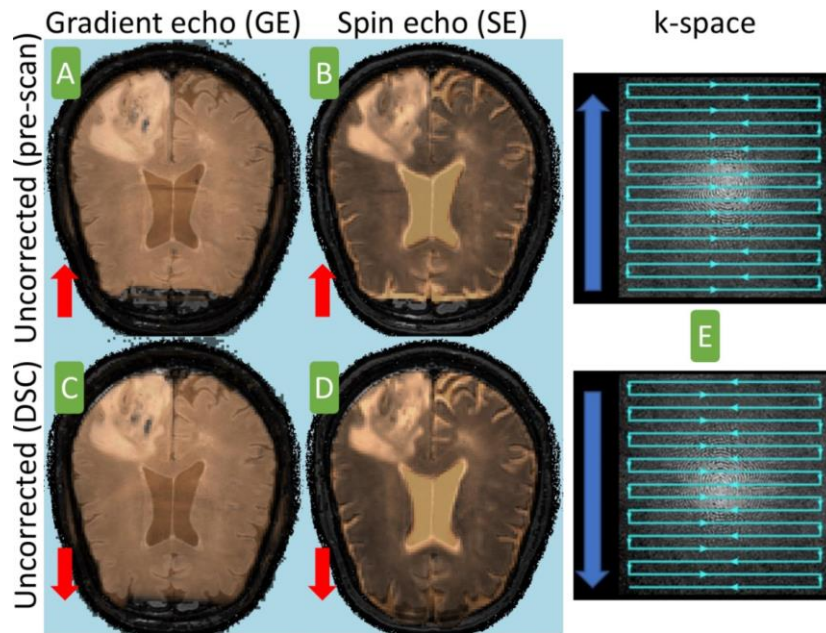 Gradient echo (GE)
Spin echo (SE)
k-space
Uncorrected (pre-scan)
A
B
E
Uncorrected (DSC)
C
D